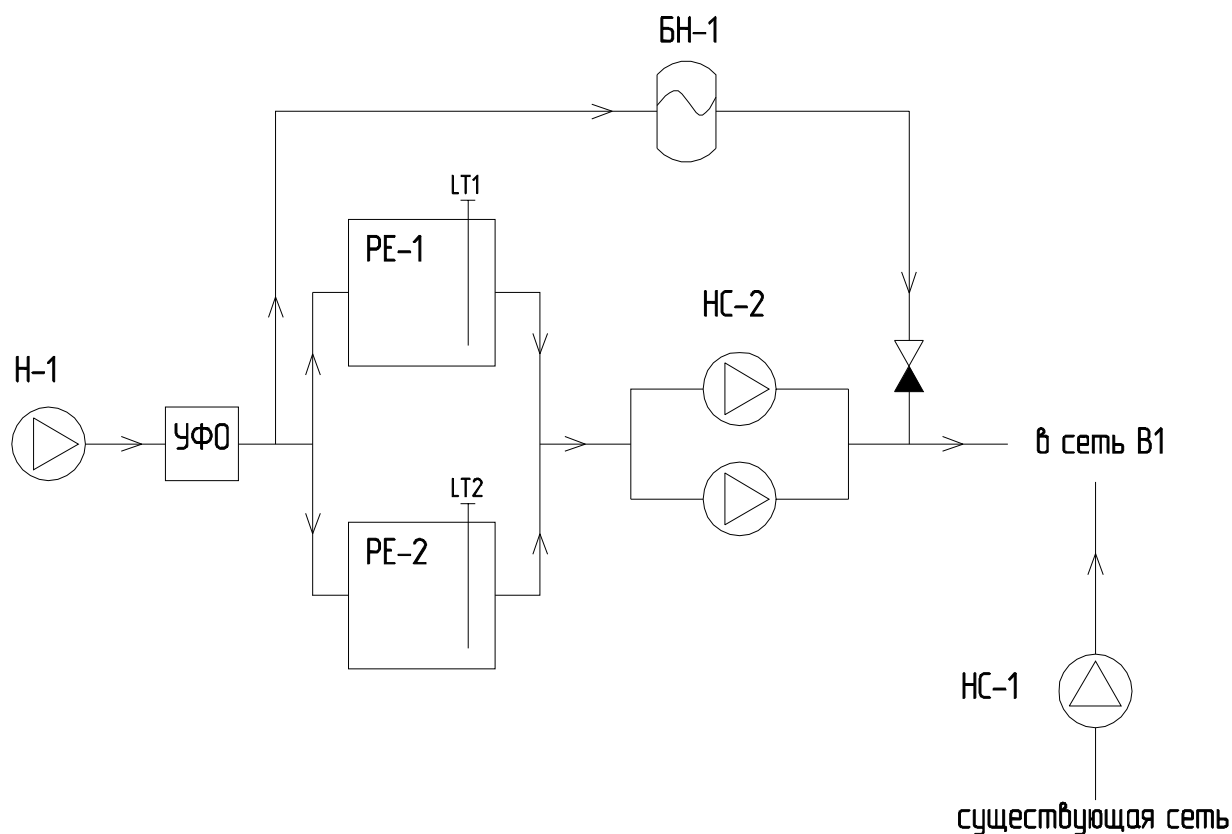 БН-1
LT1
РЕ-1
НС-2
Н-1
УФО
в сеть В1
LT2
РЕ-2
НС-1
существующая сеть